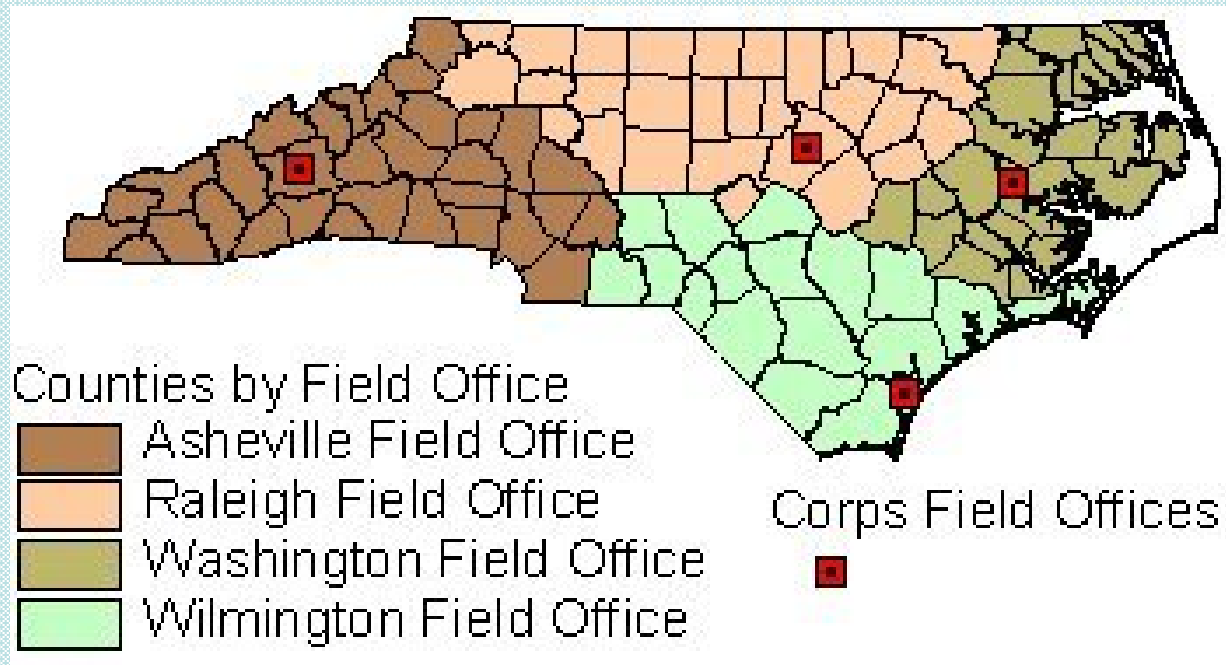 Counties by Field Office
Asheville Field Office
Raleigh Field Office
Washington Field Office
Wilmington Field Office
Corps Field Offices